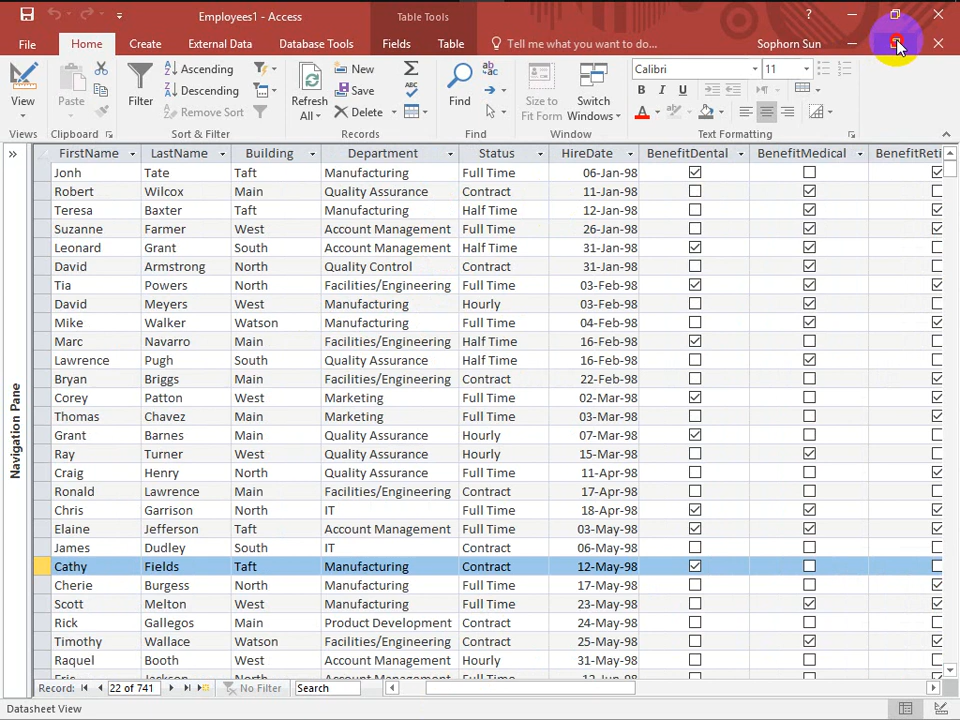 Employees1 - Access
Table Tools
?
File
Home
Create
External Data
Database Tools
Fields
Table
Tell me what you want to do...
Sophorn Sun
View
Paste
Filter
Ascending
Descending
Remove Sort
Refresh All
New
Save
Delete
Find
Size to Fit Form
Switch Windows
Calibri
11
B I U
A
Views
Clipboard
Sort & Filter
Records
Find
Window
Text Formatting
FirstName LastName Building Department Status HireDate BenefitDental BenefitMedical BenefitReti
Jonh Tate Taft Manufacturing Full Time 06-Jan-98
Robert Wilcox Main Quality Assurance Contract 11-Jan-98
Teresa Baxter Taft Manufacturing Half Time 12-Jan-98
Suzanne Farmer West Account Management Full Time 26-Jan-98
Leonard Grant South Account Management Half Time 31-Jan-98
David Armstrong North Quality Control Contract 31-Jan-98
Tia Powers North Facilities/Engineering Full Time 03-Feb-98
David Meyers West Manufacturing Hourly 03-Feb-98
Mike Walker Watson Manufacturing Full Time 04-Feb-98
Marc Navarro Main Facilities/Engineering Half Time 16-Feb-98
Lawrence Pugh South Quality Assurance Half Time 16-Feb-98
Bryan Briggs Main Facilities/Engineering Contract 22-Feb-98
Corey Patton West Marketing Full Time 02-Mar-98
Thomas Chavez Main Marketing Full Time 03-Mar-98
Grant Barnes Main Quality Assurance Hourly 07-Mar-98
Ray Turner West Quality Assurance Hourly 15-Mar-98
Craig Henry North Quality Assurance Full Time 11-Apr-98
Ronald Lawrence Main Facilities/Engineering Contract 17-Apr-98
Chris Garrison North IT Full Time 18-Apr-98
Elaine Jefferson Taft Account Management Full Time 03-May-98
James Dudley South IT Contract 06-May-98
Cathy Fields Taft Manufacturing Contract 12-May-98
Cherie Burgess North Manufacturing Full Time 17-May-98
Scott Melton West Manufacturing Full Time 23-May-98
Rick Gallegos Main Product Development Contract 24-May-98
Timothy Wallace Watson Facilities/Engineering Contract 25-May-98
Raquel Booth West Account Management Hourly 31-May-98
Navigation Pane
Record: 22 of 741 No Filter Search
Datasheet View